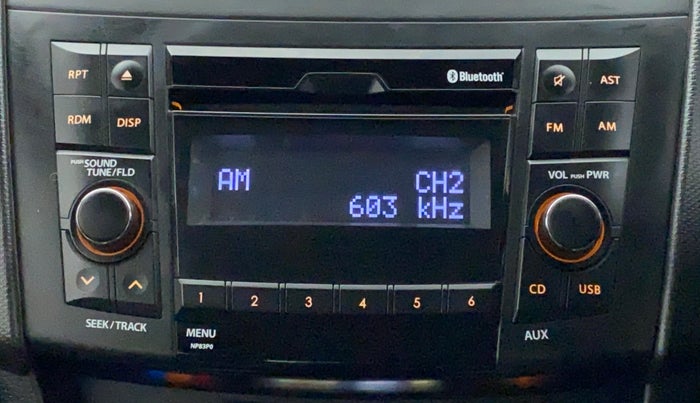 RPT
Bluetooth
AST
RDM
DISP
FM
AM
PUSH SOUND
TUNE/FLD
VOL PUSH PWR
AM CH2
603 kHz
1 2 3 4 5 6
CD
USB
SEEK/TRACK
MENU
NP83P0
AUX